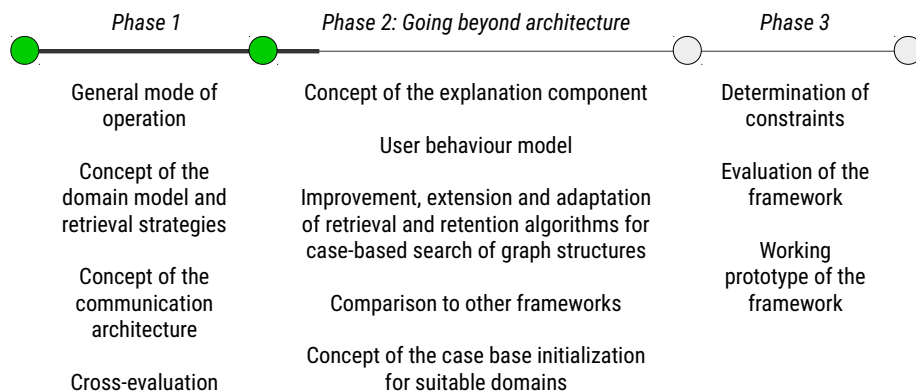 Phase 1
Phase 2: Going beyond architecture
Phase 3
General mode of
operation
Concept of the
domain model and
retrieval strategies
Concept of the
communication
architecture
Cross-evaluation
Concept of the explanation component
User behaviour model
Improvement, extension and adaptation
of retrieval and retention algorithms for
case-based search of graph structures
Comparison to other frameworks
Concept of the case base initialization
for suitable domains
Determination of
constraints
Evaluation of the
framework
Working
prototype of the
framework